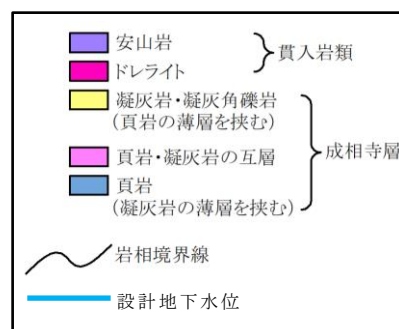 安山岩
ドレライト
貫入岩類
凝灰岩・凝灰角礫岩
(頁岩の薄層を挟む)
頁岩・凝灰岩の互層
頁岩
(凝灰岩の薄層を挟む)
成相寺層
岩相境界線
設計地下水位